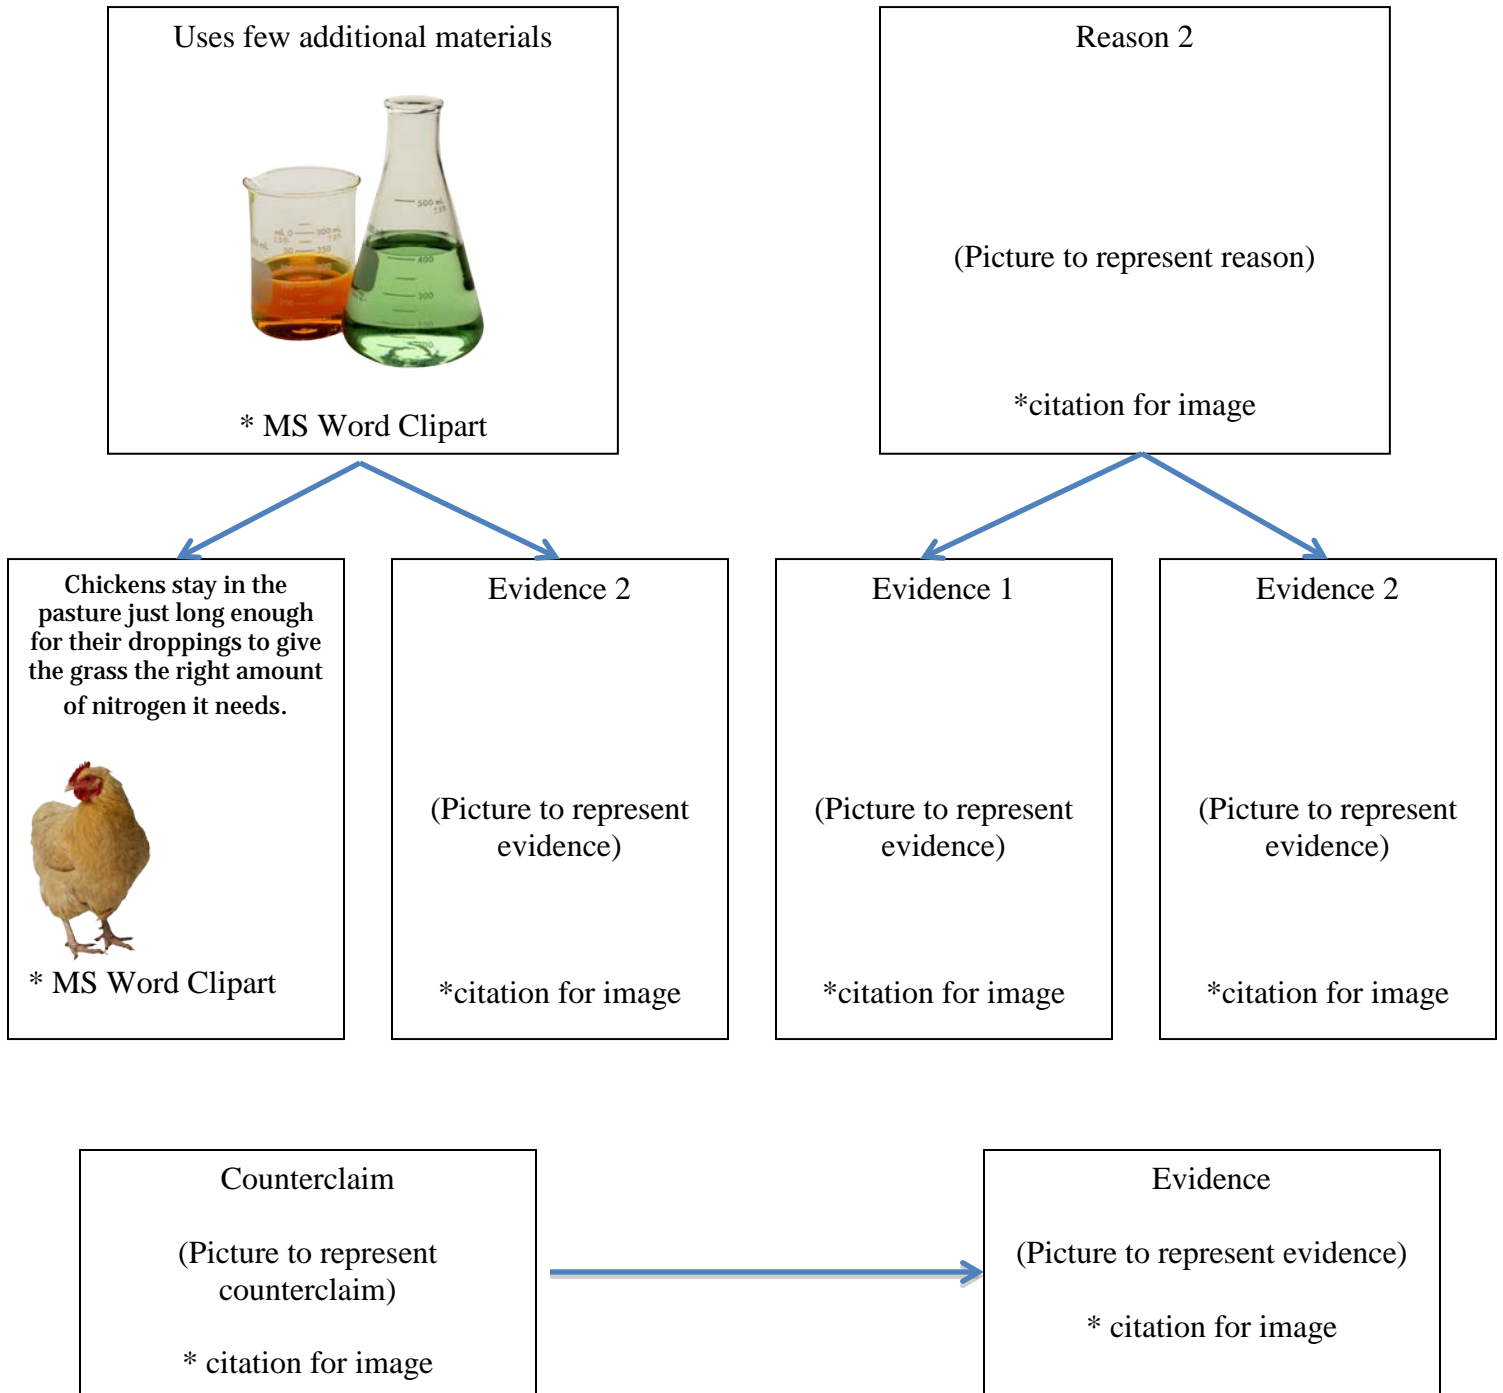 Uses few additional materials
500 mL
400
300
* MS Word Clipart
Reason 2
(Picture to represent reason)
*citation for image
Chickens stay in the
pasture just long enough
for their droppings to give
the grass the right amount
of nitrogen it needs.
* MS Word Clipart
Evidence 2
(Picture to represent
evidence)
*citation for image
Evidence 1
(Picture to represent
evidence)
*citation for image
Evidence 2
(Picture to represent
evidence)
*citation for image
Counterclaim
(Picture to represent
counterclaim)
* citation for image
Evidence
(Picture to represent evidence)
* citation for image